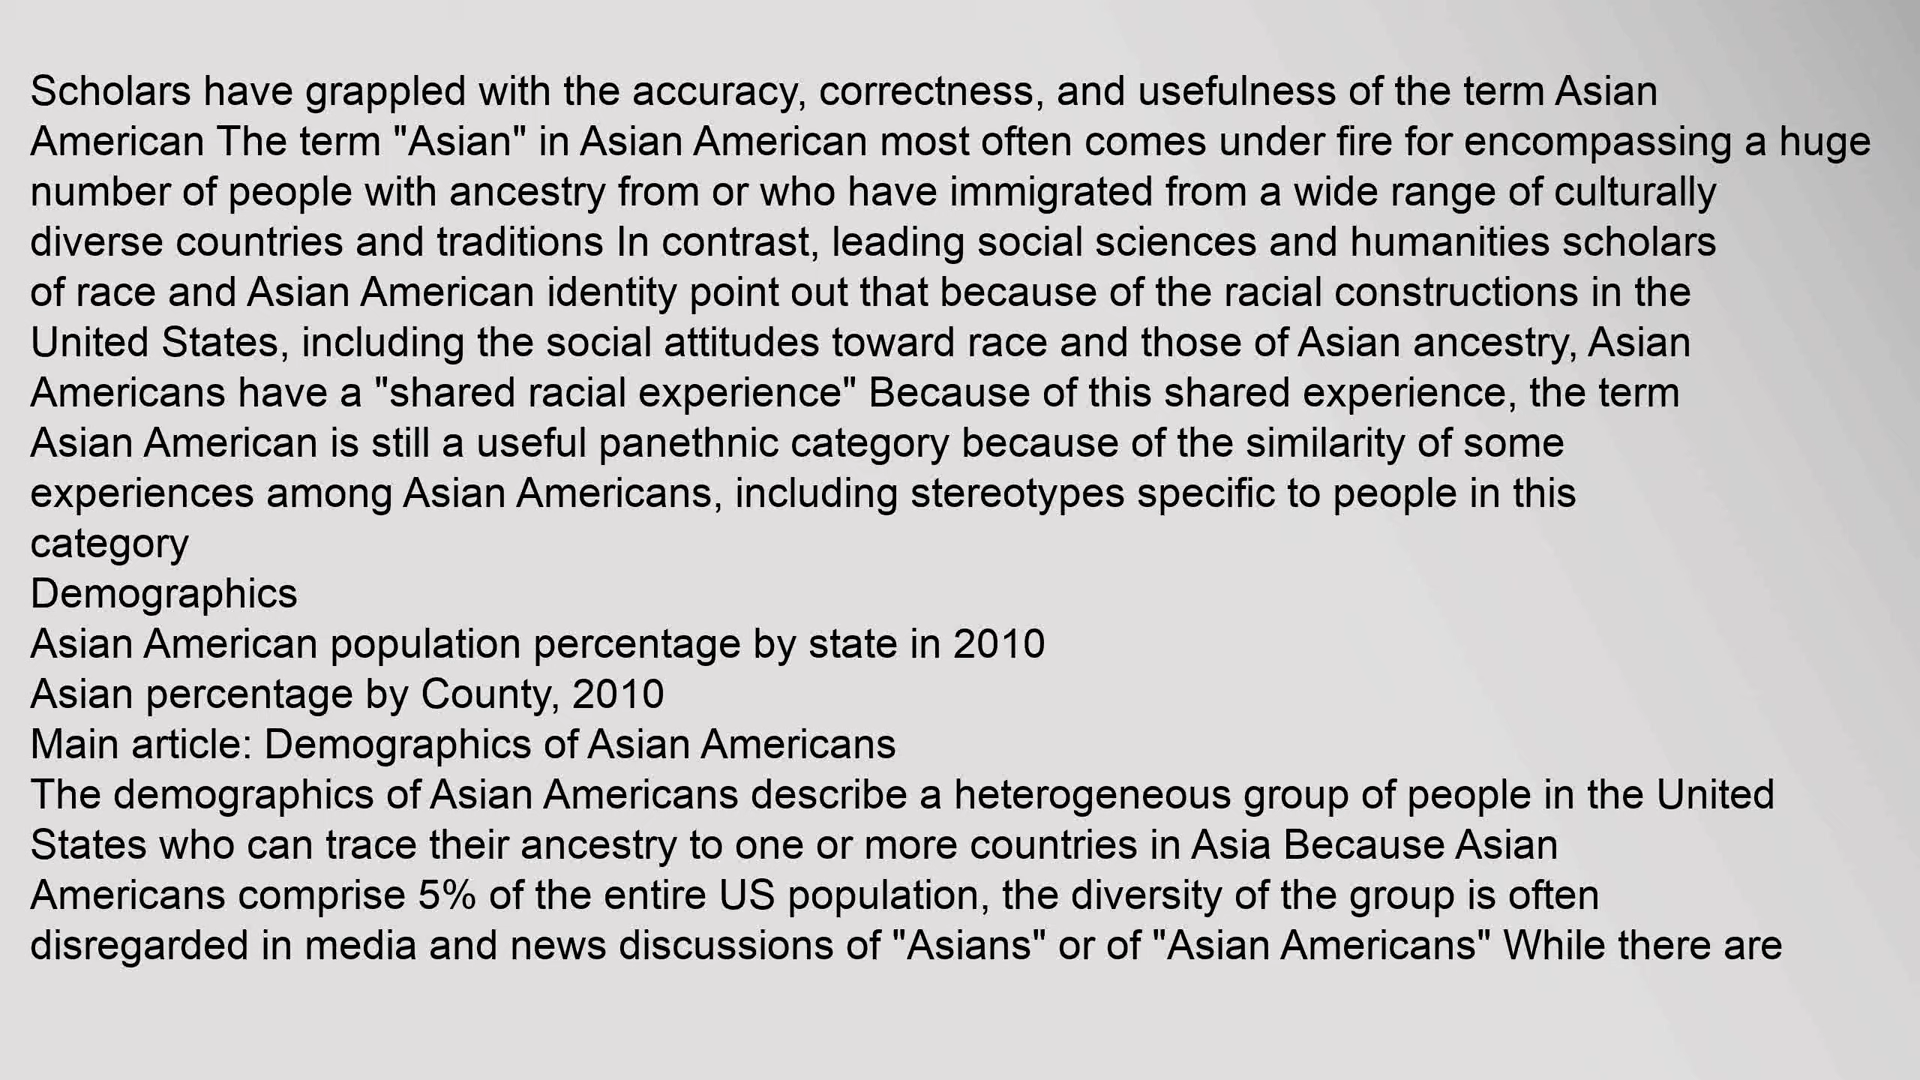 Scholars have grappled with the accuracy, correctness, and usefulness of the term Asian
American The term "Asian" in Asian American most often comes under fire for encompassing a huge
number of people with ancestry from or who have immigrated from a wide range of culturally
diverse countries and traditions In contrast, leading social sciences and humanities scholars
of race and Asian American identity point out that because of the racial constructions in the
United States, including the social attitudes toward race and those of Asian ancestry, Asian
Americans have a "shared racial experience" Because of this shared experience, the term
Asian American is still a useful panethnic category because of the similarity of some
experiences among Asian Americans, including stereotypes specific to people in this
category
Demographics
Asian American population percentage by state in 2010
Asian percentage by County, 2010
Main article: Demographics of Asian Americans
The demographics of Asian Americans describe a heterogeneous group of people in the United
States who can trace their ancestry to one or more countries in Asia Because Asian
Americans comprise 5% of the entire US population, the diversity of the group is often
disregarded in media and news discussions of "Asians" or of "Asian Americans" While there are